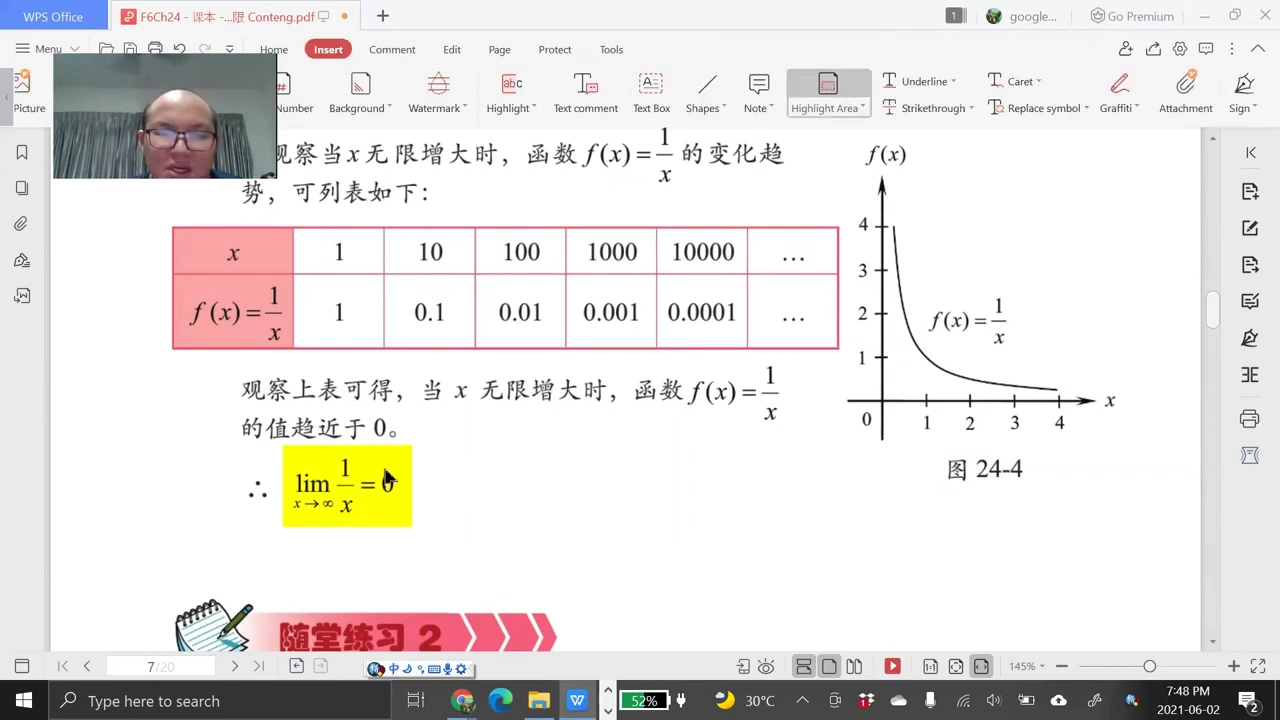 WPS Office
F6Ch24 - 课本 -...限 Conteng.pdf
+
1
google...
Go Premium
Menu
Home
Insert
Comment
Edit
Page
Protect
Tools
Picture
Number
Background
Watermark
Highlight
Text comment
Text Box
Shapes
Note
Highlight Area
Underline
Strikethrough
Caret
Replace symbol
Graffiti
Attachment
Sign
观察当 x 无限增大时，函数 f(x) = 1/x 的变化趋
势，可列表如下：
x 1 10 100 1000 10000 …
f(x) = 1/x 1 0.1 0.01 0.001 0.0001 …
观察上表可得，当 x 无限增大时，函数 f(x) = 1/x
的值趋近于 0。
∴ lim x→∞ 1/x = 0
f(x)
4
3
2
1
f(x) = 1/x
0 1 2 3 4 x
图 24-4
随堂练习 2
7/20
中
145%
Type here to search
52%
30°C
7:48 PM
2021-06-02
2